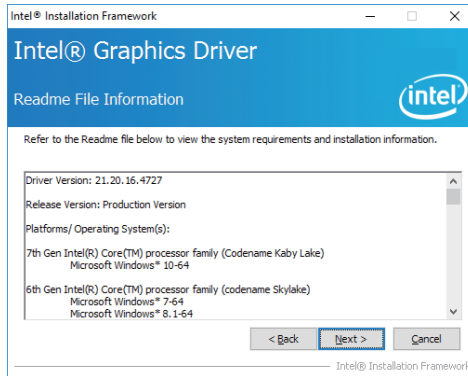 Intel® Installation Framework
Intel® Graphics Driver
Readme File Information
intel
Refer to the Readme file below to view the system requirements and installation information.
Driver Version: 21.20.16.4727
Release Version: Production Version
Platforms/ Operating System(s):
7th Gen Intel(R) Core(TM) processor family (Codename Kaby Lake)
Microsoft Windows* 10-64
6th Gen Intel(R) Core(TM) processor family (codename Skylake)
Microsoft Windows* 7-64
Microsoft Windows* 8.1-64
< Back Next > Cancel
Intel® Installation Framework